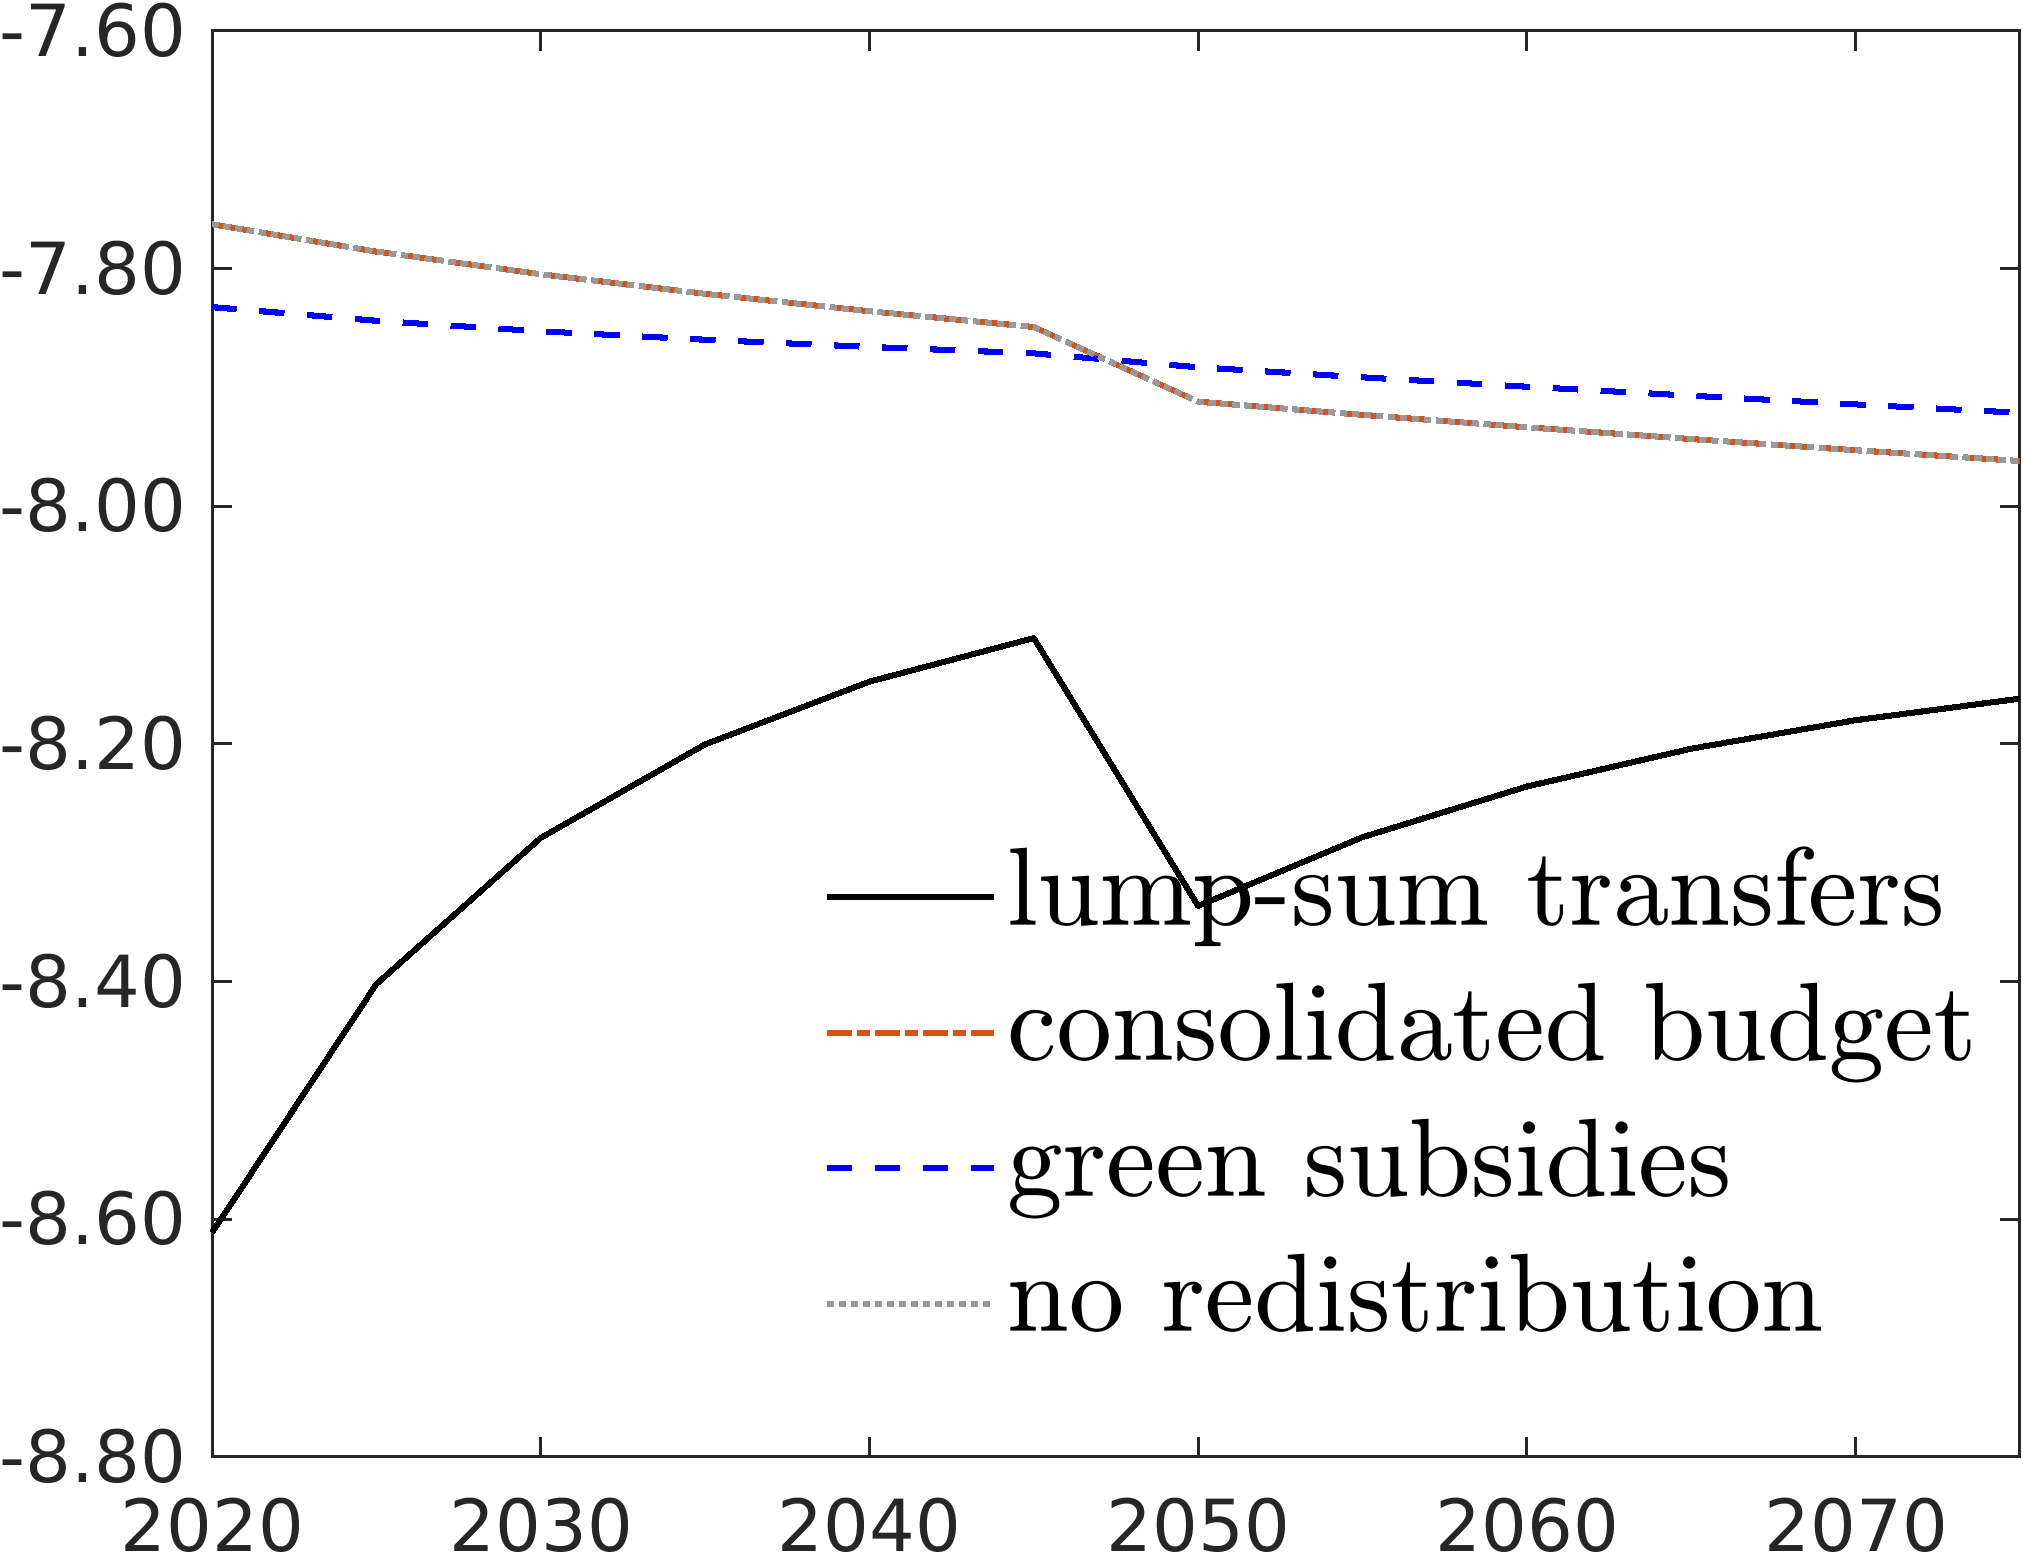 -7.60
-7.80
-8.00
-8.20
-8.40
-8.60
-8.80
2020 2030 2040 2050 2060 2070
lump-sum transfers
consolidated budget
green subsidies
no redistribution